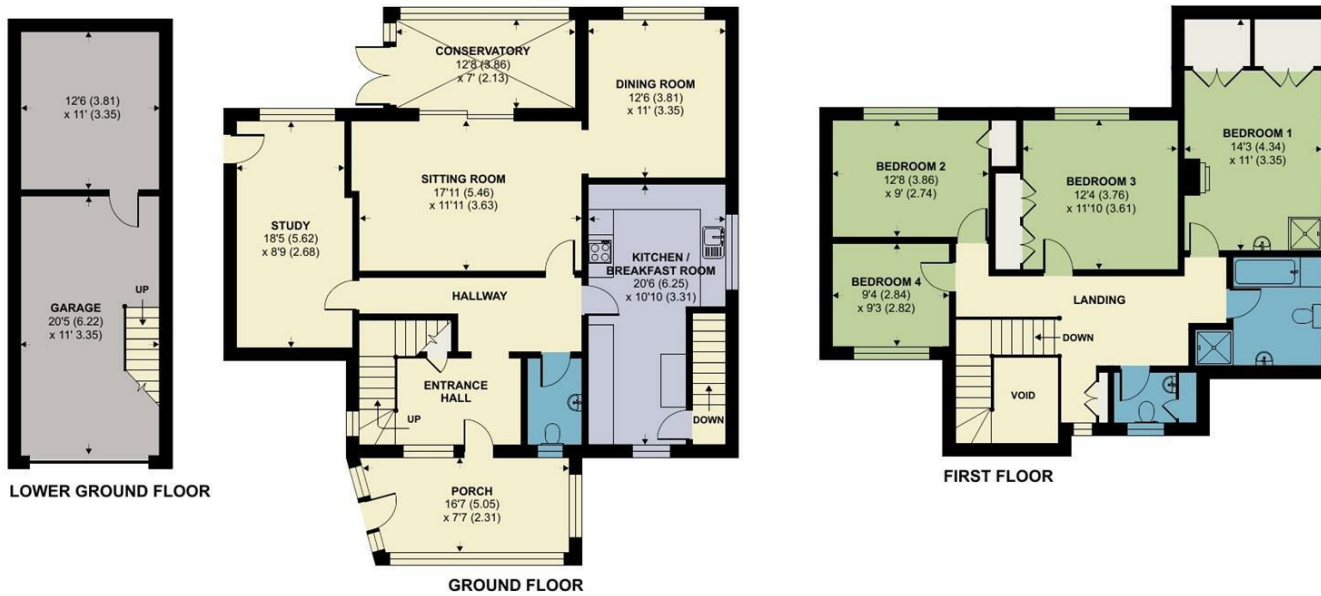 12'6 (3.81)
x 11' (3.35)
UP
GARAGE
20'5 (6.22)
x 11' 3.35)
LOWER GROUND FLOOR
CONSERVATORY
12'8 (3.86)
x 7' (2.13)
DINING ROOM
12'6 (3.81)
x 11' (3.35)
SITTING ROOM
17'11 (5.46)
x 11'11 (3.63)
STUDY
18'5 (5.62)
x 8'9 (2.68)
KITCHEN /
BREAKFAST ROOM
20'6 (6.25)
x 10'10 (3.31)
HALLWAY
ENTRANCE
HALL
UP
DOWN
PORCH
16'7 (5.05)
x 7'7 (2.31)
GROUND FLOOR
BEDROOM 1
14'3 (4.34)
x 11' (3.35)
BEDROOM 2
12'8 (3.86)
x 9' (2.74)
BEDROOM 3
12'4 (3.76)
x 11'10 (3.61)
BEDROOM 4
9'4 (2.84)
x 9'3 (2.82)
LANDING
DOWN
VOID
FIRST FLOOR